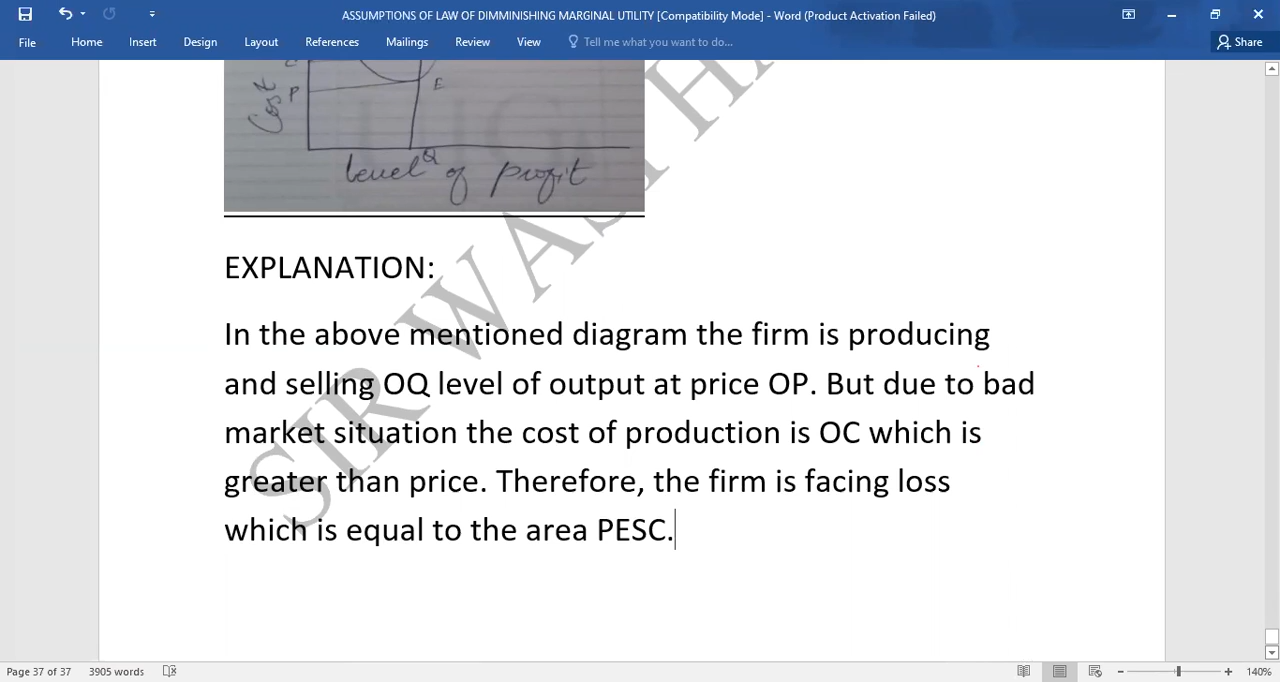 ASSUMPTIONS OF LAW OF DIMMINISHING MARGINAL UTILITY [Compatibility Mode] - Word (Product Activation Failed)
File Home Insert Design Layout References Mailings Review View Tell me what you want to do... Share
Cost P E
Q
level of profit
SIR WAS
EXPLANATION:
In the above mentioned diagram the firm is producing
and selling OQ level of output at price OP. But due to bad
market situation the cost of production is OC which is
greater than price. Therefore, the firm is facing loss
which is equal to the area PESC.
Page 37 of 37 3905 words 140%